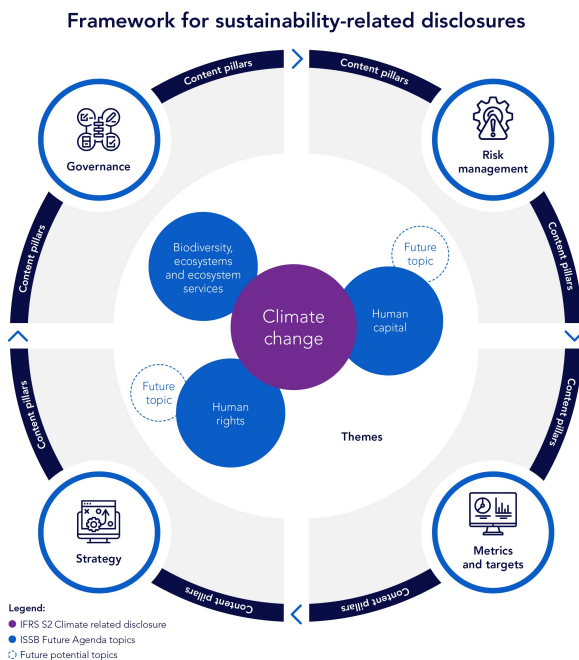 Framework for sustainability-related disclosures
Content pillars
Content pillars
Governance
Risk
management
Content pillars
Content pillars
Biodiversity,
ecosystems
and ecosystem
services
Future
topic
Climate
change
Human
capital
Future
topic
Human
rights
Themes
Content pillars
Content pillars
Strategy
Metrics
and targets
Content pillars
Content pillars
Legend:
IFRS S2 Climate related disclosure
ISSB Future Agenda topics
Future potential topics